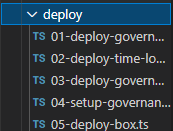 deploy
TS 01-deploy-govern...
TS 02-deploy-time-lo...
TS 03-deploy-govern...
TS 04-setup-governan...
TS 05-deploy-box.ts